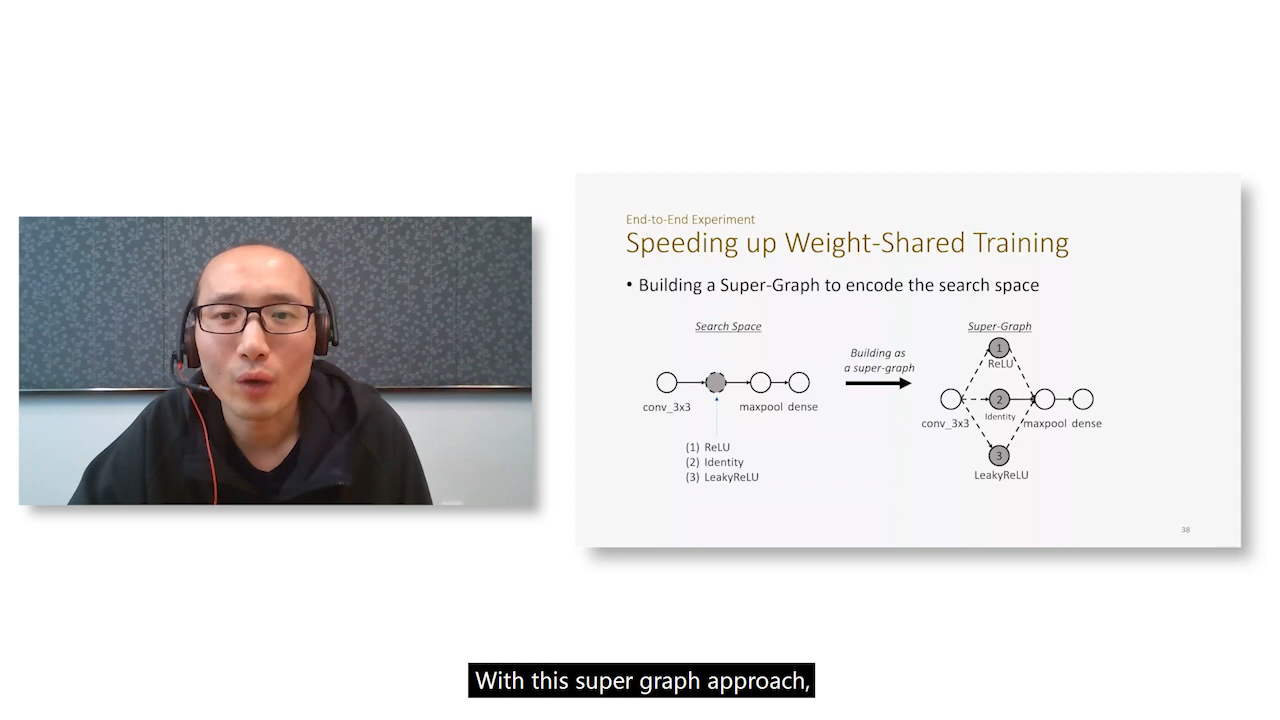 End-to-End Experiment
Speeding up Weight-Shared Training
• Building a Super-Graph to encode the search space
Search Space
conv_3x3
maxpool dense
(1) ReLU
(2) Identity
(3) LeakyReLU
Building as
a super-graph
Super-Graph
1
ReLU
2
Identity
conv_3x3
maxpool dense
3
LeakyReLU
38
With this super graph approach,